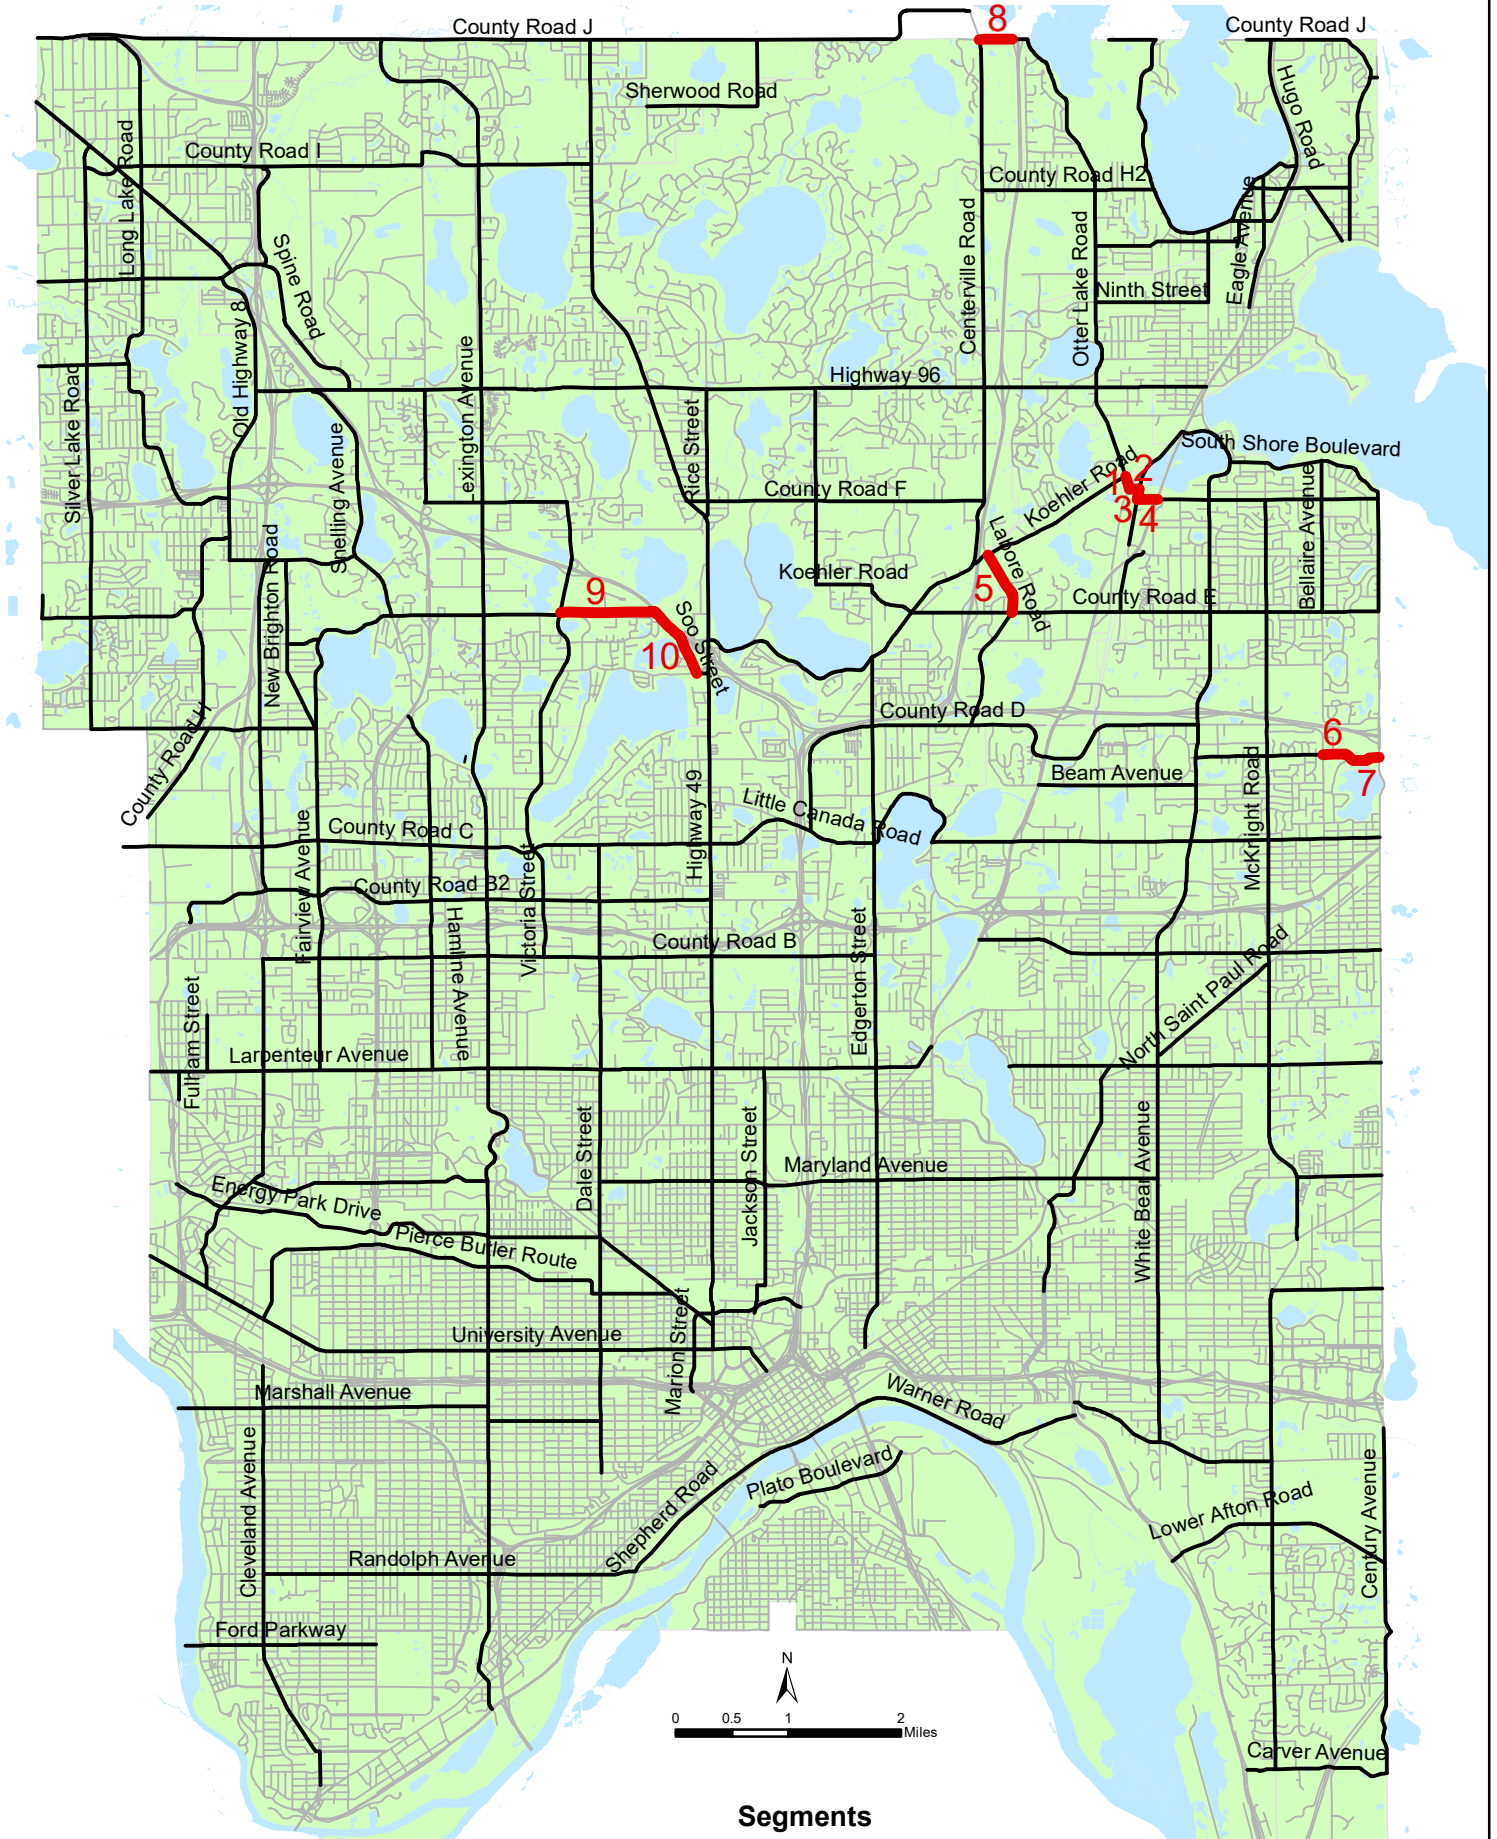 County Road J
8
County Road J
Sherwood Road
Hugo Road
Long Lake Road
County Road I
County Road H2
Eagle Avenue
Centerville Road
Otter Lake Road
Spine Road
Ninth Street
Old Highway 8
Lexington Avenue
Silver Lake Road
Highway 96
Rice Street
Snelling Avenue
South Shore Boulevard
Koehler Road
1
2
3
4
County Road F
Bellaire Avenue
Labore Road
New Brighton Road
Koehler Road
5
County Road E
9
Soo Street
10
County Road H
County Road D
6
7
Beam Avenue
McKnight Road
Highway 49
Little Canada Road
County Road C
Fairview Avenue
Victoria Street
County Road B2
Hamline Avenue
County Road B
Edgerton Street
North Saint Paul Road
Fulham Street
Larpenteur Avenue
Dale Street
Jackson Street
White Bear Avenue
Maryland Avenue
Energy Park Drive
Pierce Butler Route
Marion Street
University Avenue
Marshall Avenue
Warner Road
Cleveland Avenue
Plato Boulevard
Shepherd Road
Lower Afton Road
Century Avenue
Randolph Avenue
Ford Parkway
N
0 0.5 1 2
Miles
Carver Avenue
Segments